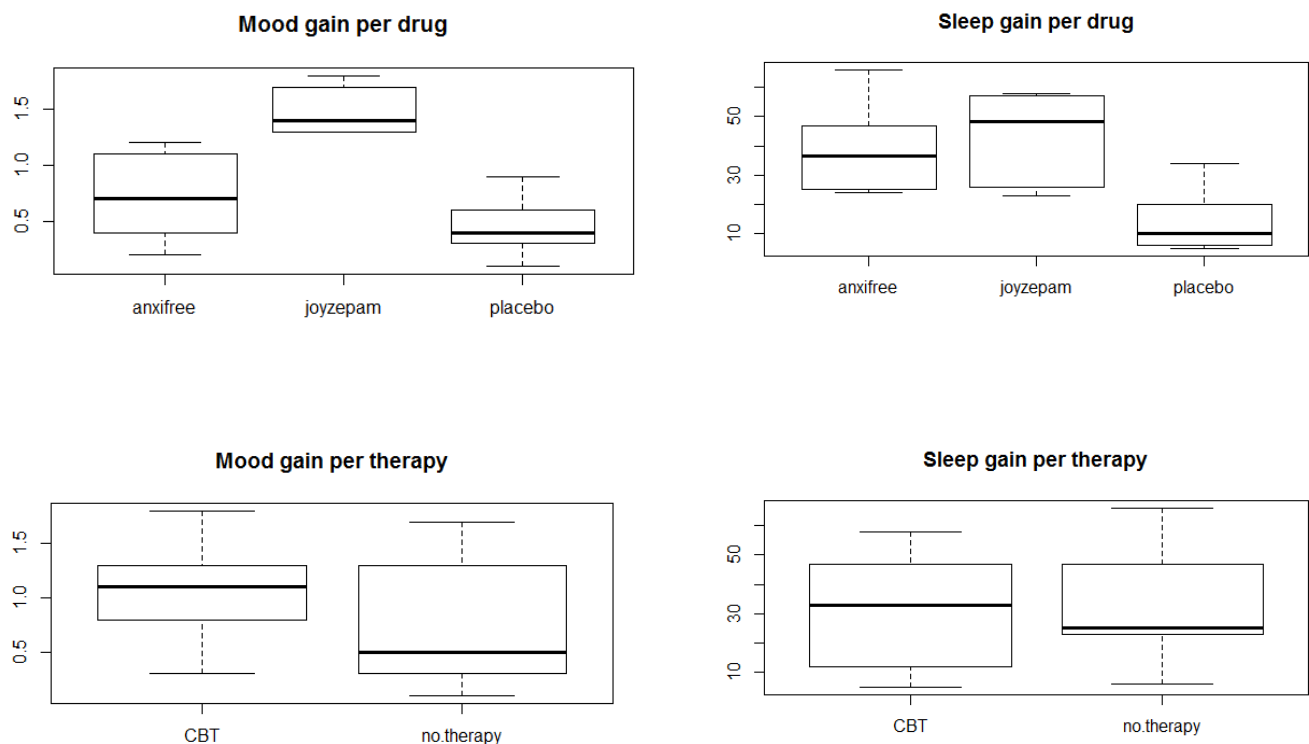 Mood gain per drug
1.5
1.0
0.5
anxifree joyzepam placebo
Sleep gain per drug
50
30
10
anxifree joyzepam placebo
Mood gain per therapy
1.5
1.0
0.5
CBT no.therapy
Sleep gain per therapy
50
30
10
CBT no.therapy